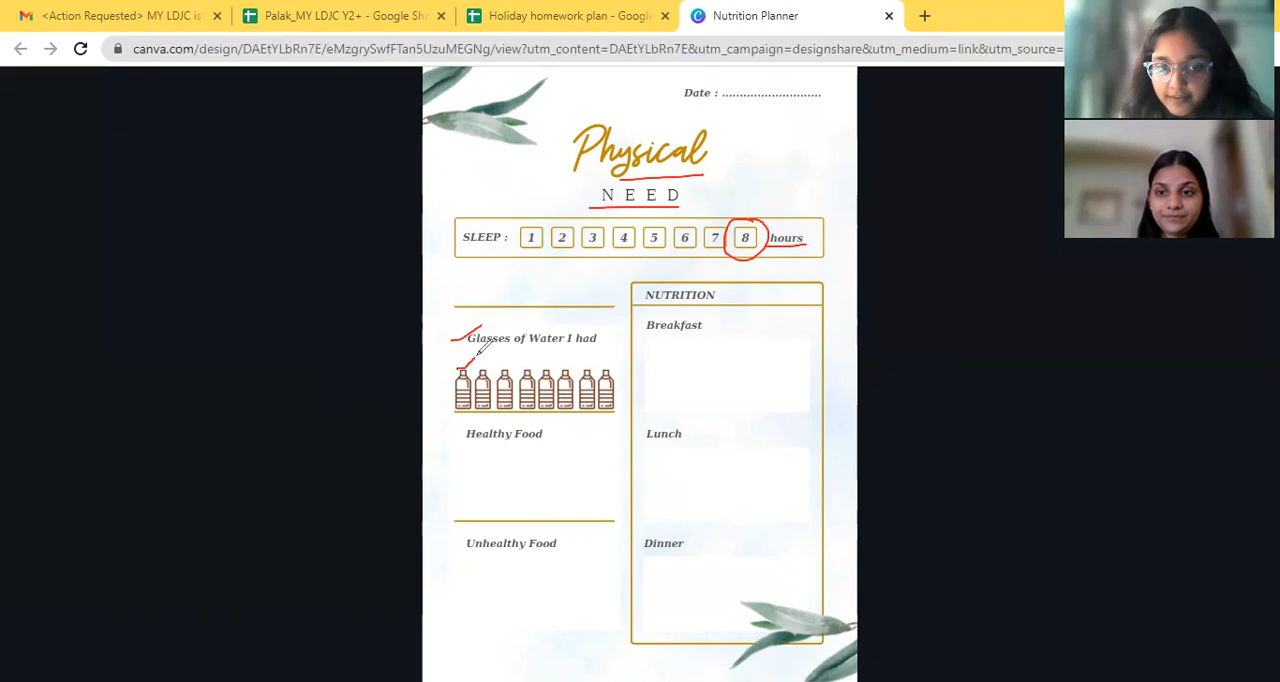 <Action Requested> MY LDJC is
Palak_MY LDJC Y2+ - Google She
Holiday homework plan - Google
Nutrition Planner
canva.com/design/DAEtYLbRn7E/eMzgrySwfFTan5UzuMEGNg/view?utm_content=DAEtYLbRn7E&utm_campaign=designshare&utm_medium=link&utm_source=
Date : ............................
Physical
NEED
SLEEP : 1 2 3 4 5 6 7 8 hours
Glasses of Water I had
Healthy Food
Unhealthy Food
NUTRITION
Breakfast
Lunch
Dinner